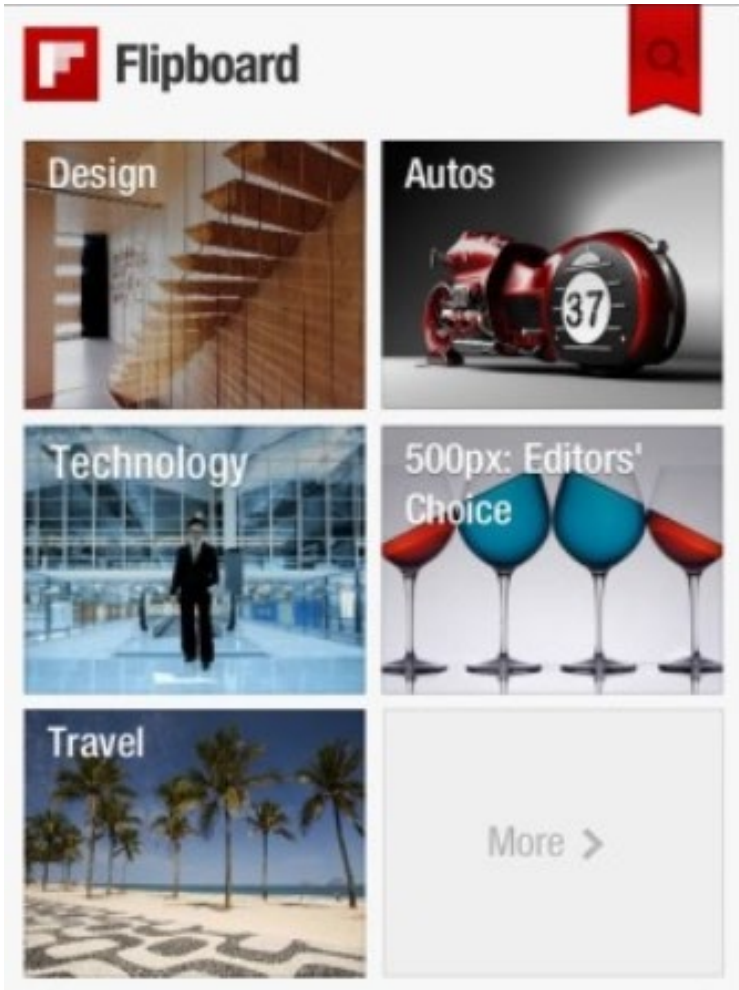 Flipboard
Design
Autos
37
Technology
500px: Editors'
Choice
Travel
More